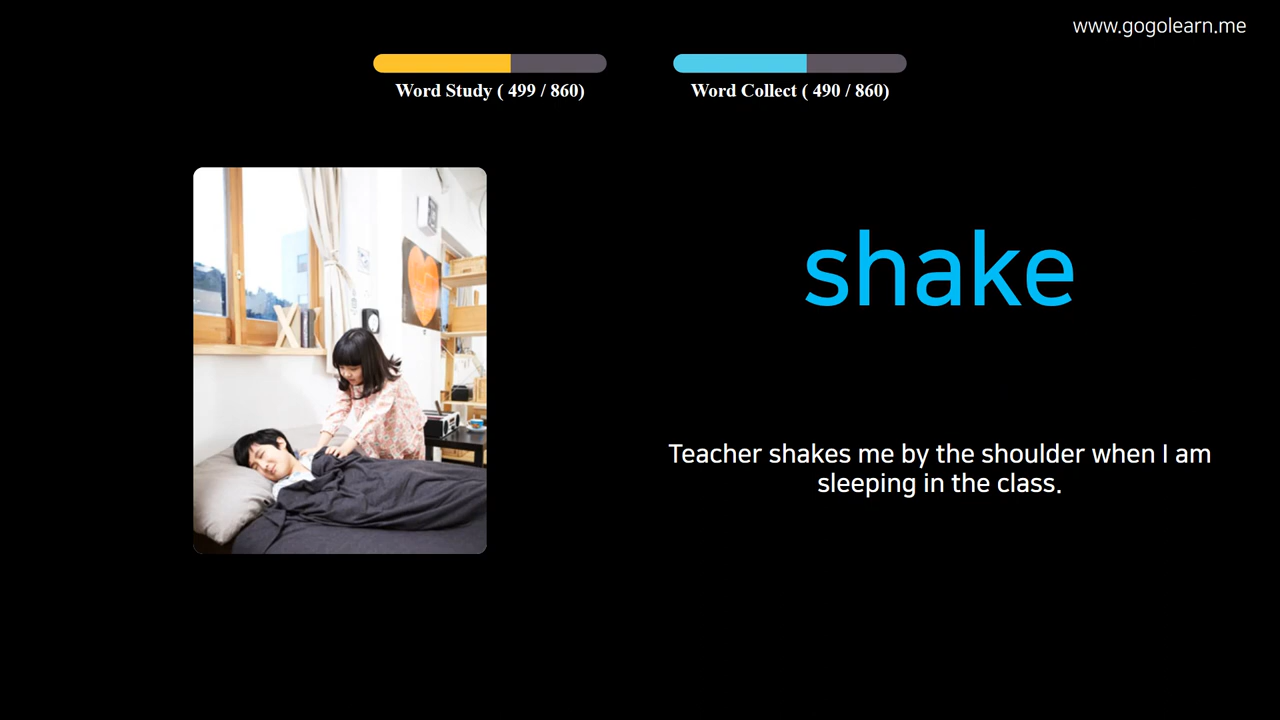 www.gogolearn.me
Word Study ( 499 / 860)
Word Collect ( 490 / 860)
shake
Teacher shakes me by the shoulder when I am
sleeping in the class.